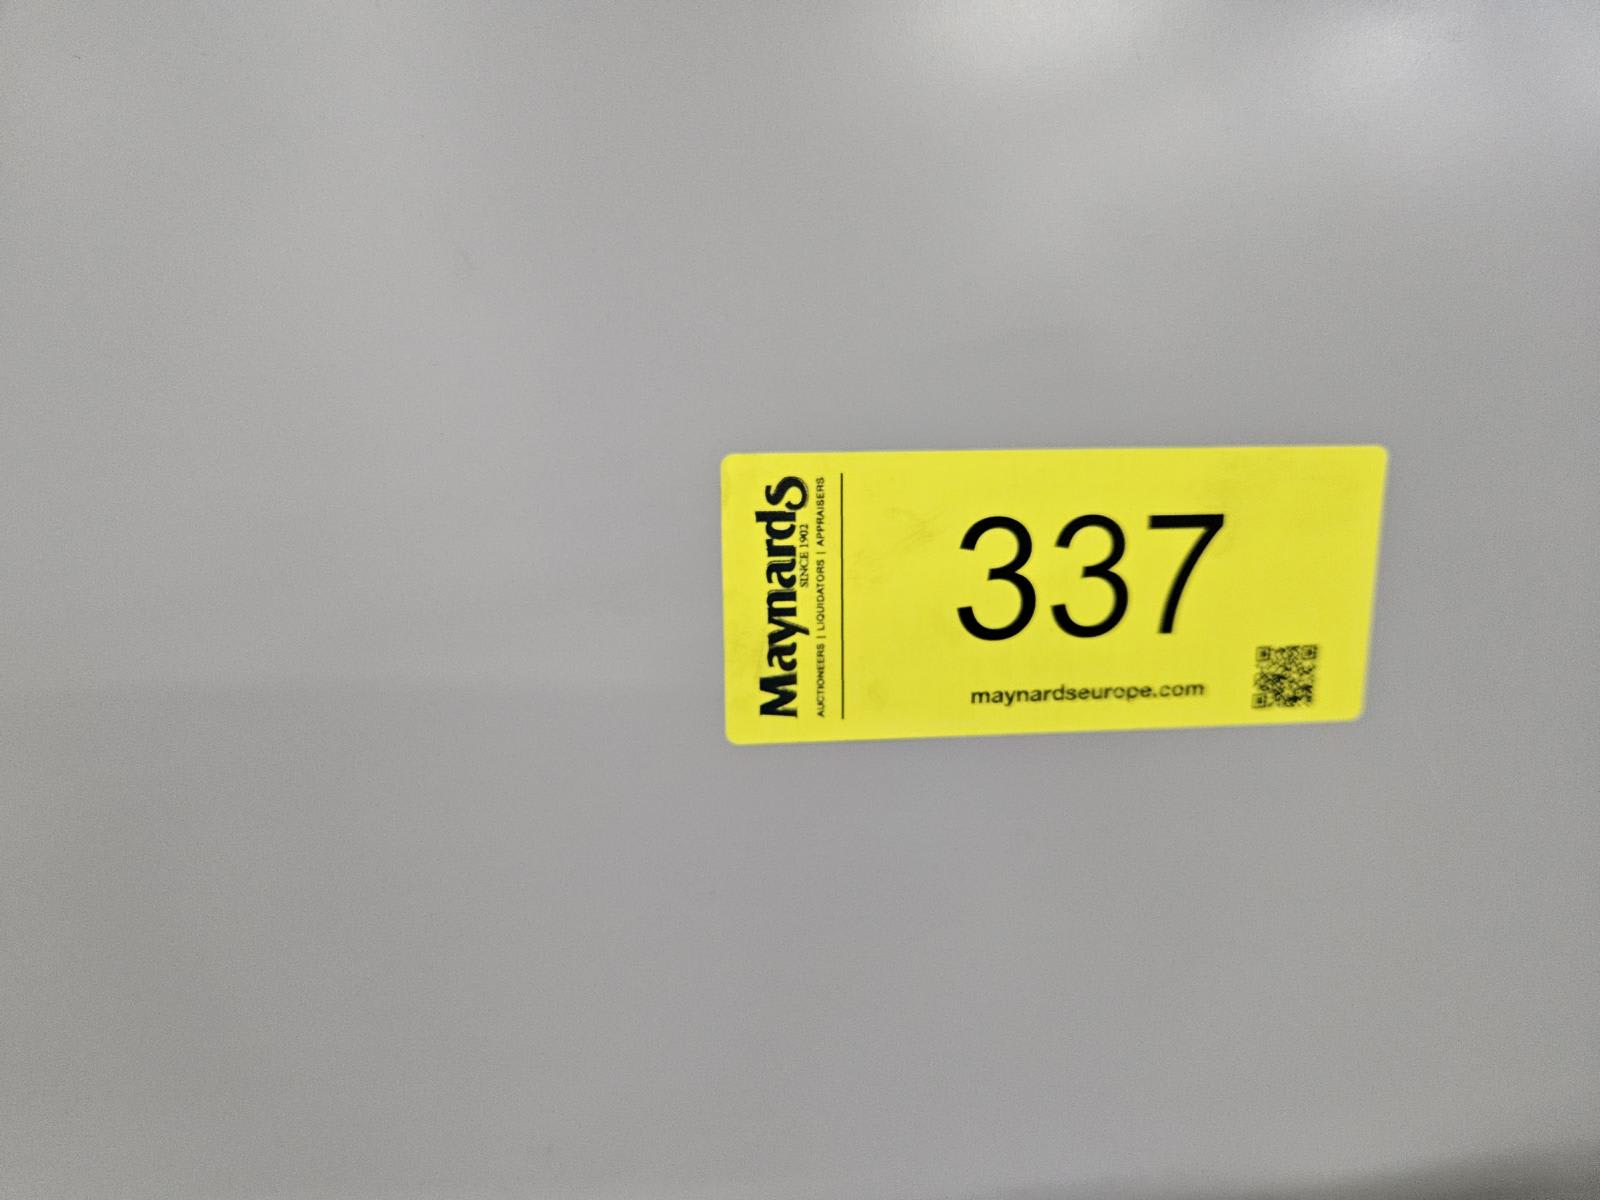 Maynards
SINCE 1902
AUCTIONEERS | LIQUIDATORS | APPRAISERS
337
maynardseurope.com